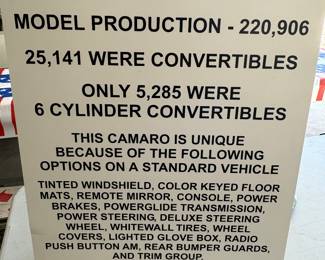 MODEL PRODUCTION - 220,906
25,141 WERE CONVERTIBLES
ONLY 5,285 WERE
6 CYLINDER CONVERTIBLES
THIS CAMARO IS UNIQUE
BECAUSE OF THE FOLLOWING
OPTIONS ON A STANDARD VEHICLE
TINTED WINDSHIELD, COLOR KEYED FLOOR
MATS, REMOTE MIRROR, CONSOLE, POWER
BRAKES, POWERGLIDE TRANSMISSION,
POWER STEERING, DELUXE STEERING
WHEEL, WHITEWALL TIRES, WHEEL
COVERS, LIGHTED GLOVE BOX, RADIO
PUSH BUTTON AM, REAR BUMPER GUARDS,
AND TRIM GROUP.